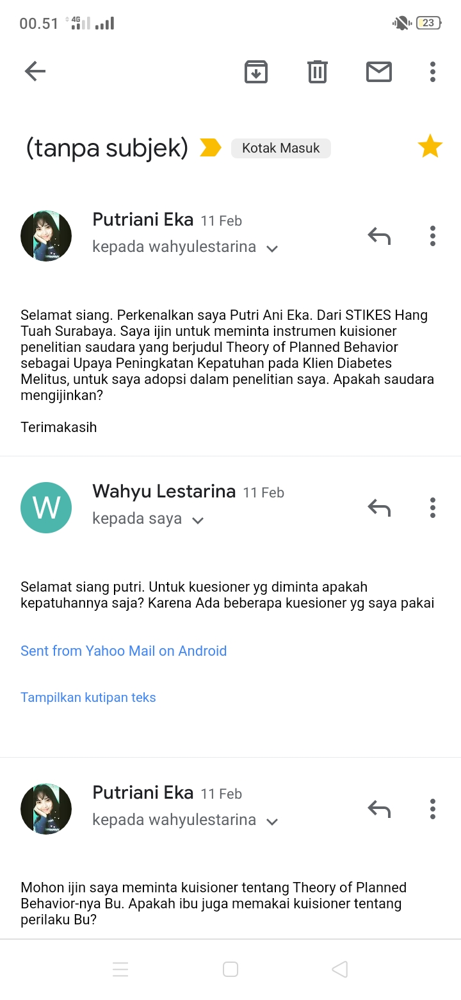 00.51 4G 23
(tanpa subjek) Kotak Masuk
Putriani Eka 11 Feb
kepada wahyulestarina
Selamat siang. Perkenalkan saya Putri Ani Eka. Dari STIKES Hang
Tuah Surabaya. Saya ijin untuk meminta instrumen kuisioner
penelitian saudara yang berjudul Theory of Planned Behavior
sebagai Upaya Peningkatan Kepatuhan pada Klien Diabetes
Melitus, untuk saya adopsi dalam penelitian saya. Apakah saudara
mengijinkan?
Terimakasih
W
Wahyu Lestarina 11 Feb
kepada saya
Selamat siang putri. Untuk kuesioner yg diminta apakah
kepatuhannya saja? Karena Ada beberapa kuesioner yg saya pakai
Sent from Yahoo Mail on Android
Tampilkan kutipan teks
Putriani Eka 11 Feb
kepada wahyulestarina
Mohon ijin saya meminta kuisioner tentang Theory of Planned
Behavior-nya Bu. Apakah ibu juga memakai kuisioner tentang
perilaku Bu?